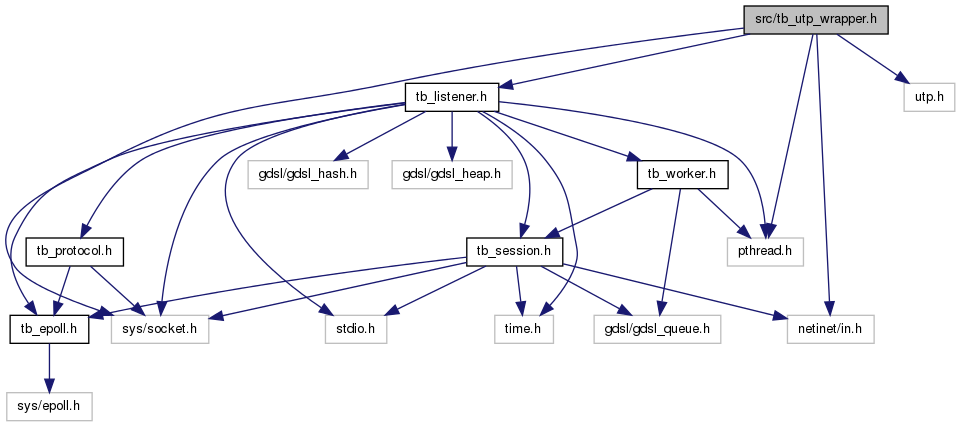 src/tb_utp_wrapper.h
tb_listener.h
utp.h
gdsl/gdsl_hash.h
gdsl/gdsl_heap.h
tb_worker.h
tb_protocol.h
tb_session.h
pthread.h
tb_epoll.h
sys/socket.h
stdio.h
time.h
gdsl/gdsl_queue.h
netinet/in.h
sys/epoll.h